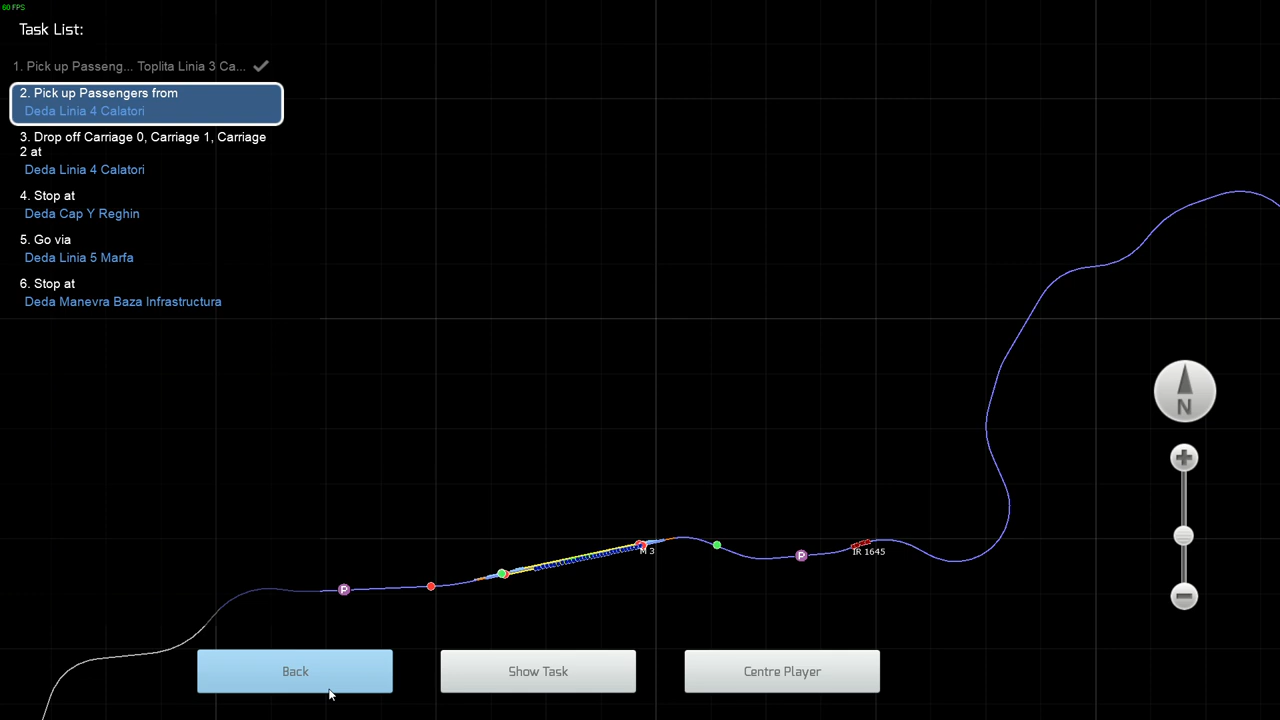 60 FPS
Task List:
1. Pick up Passeng... Toplita Linia 3 Ca...
2. Pick up Passengers from
Deda Linia 4 Calatori
3. Drop off Carriage 0, Carriage 1, Carriage
2 at
Deda Linia 4 Calatori
4. Stop at
Deda Cap Y Reghin
5. Go via
Deda Linia 5 Marfa
6. Stop at
Deda Manevra Baza Infrastructura
N
P
P
M 3
IR 1645
Back
Show Task
Centre Player